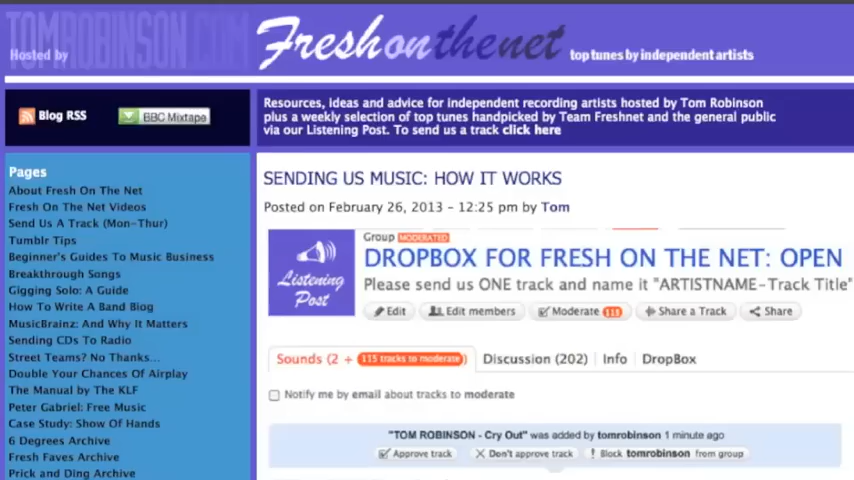 TOMROBINSON.COM
Hosted by
Freshonthenet
top tunes by independent artists
Blog RSS
BBC Mixtape
Resources, ideas and advice for independent recording artists hosted by Tom Robinson
plus a weekly selection of top tunes handpicked by Team Freshnet and the general public
via our Listening Post. To send us a track click here
Pages
About Fresh On The Net
Fresh On The Net Videos
Send Us A Track (Mon-Thur)
Tumblr Tips
Beginner's Guides To Music Business
Breakthrough Songs
Gigging Solo: A Guide
How To Write A Band Blog
MusicBrainz: And Why It Matters
Sending CDs To Radio
Street Teams? No Thanks...
Double Your Chances Of Airplay
The Manual by The KLF
Peter Gabriel: Free Music
Case Study: Show Of Hands
6 Degrees Archive
Fresh Faves Archive
Prick and Ding Archive
SENDING US MUSIC: HOW IT WORKS
Posted on February 26, 2013 - 12:25 pm by Tom
Listening
Post
Group MODERATED
DROPBOX FOR FRESH ON THE NET: OPEN
Please send us ONE track and name it "ARTISTNAME-Track Title"
Edit Edit members Moderate 115 Share a Track Share
Sounds (2 + 115 tracks to moderate) Discussion (202) Info DropBox
Notify me by email about tracks to moderate
"TOM ROBINSON - Cry Out" was added by tomrobinson 1 minute ago
Approve track Don't approve track ! Block tomrobinson from group